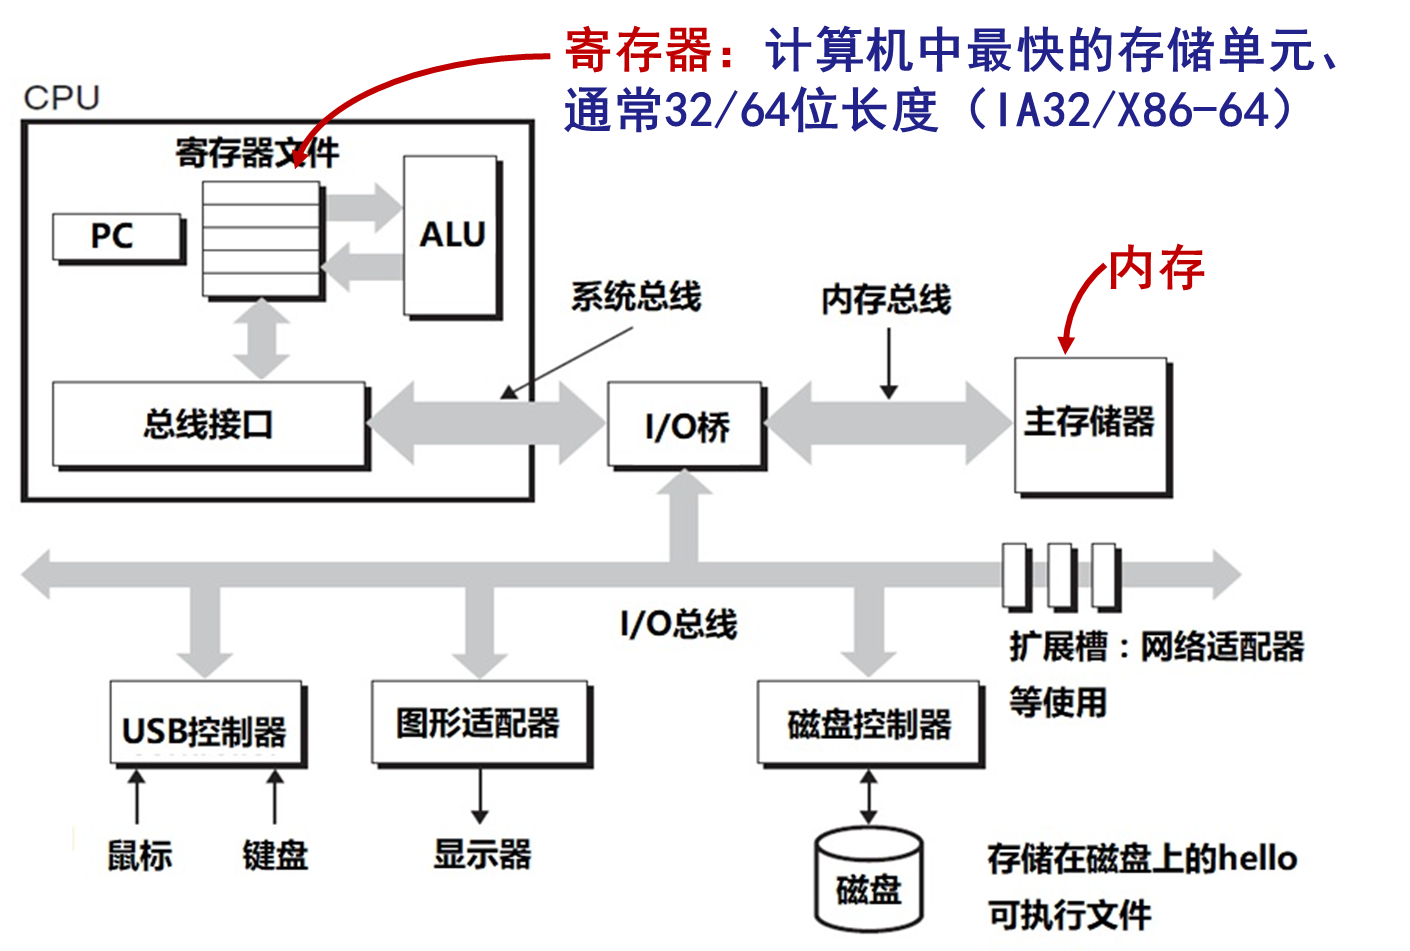 寄存器：计算机中最快的存储单元、
通常32/64位长度（IA32/X86-64）
CPU
寄存器文件
PC
ALU
系统总线
内存总线
内存
总线接口
I/O桥
主存储器
I/O总线
扩展槽：网络适配器
等使用
USB控制器
图形适配器
磁盘控制器
鼠标
键盘
显示器
磁盘
存储在磁盘上的hello
可执行文件